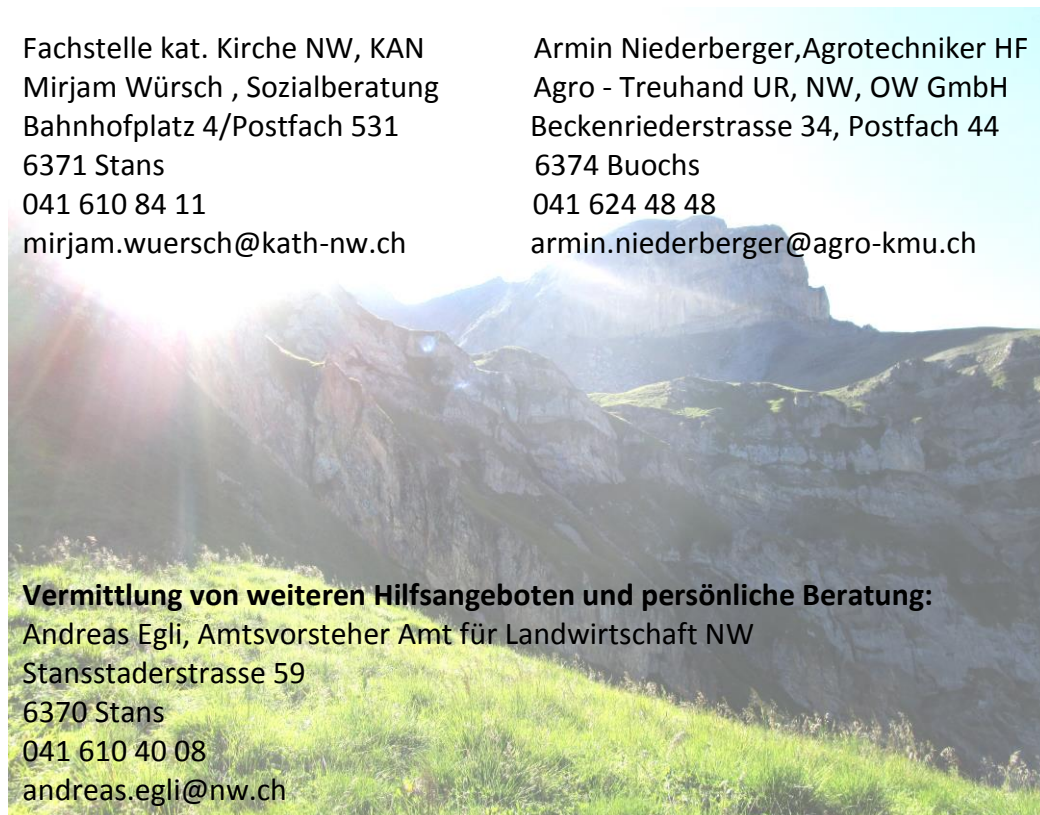 Fachstelle kat. Kirche NW, KAN
Mirjam Würsch , Sozialberatung
Bahnhofplatz 4/Postfach 531
6371 Stans
041 610 84 11
mirjam.wuersch@kath-nw.ch
Armin Niederberger,Agrotechniker HF
Agro - Treuhand UR, NW, OW GmbH
Beckenriederstrasse 34, Postfach 44
6374 Buochs
041 624 48 48
armin.niederberger@agro-kmu.ch
Vermittlung von weiteren Hilfsangeboten und persönliche Beratung:
Andreas Egli, Amtsvorsteher Amt für Landwirtschaft NW
Stansstaderstrasse 59
6370 Stans
041 610 40 08
andreas.egli@nw.ch